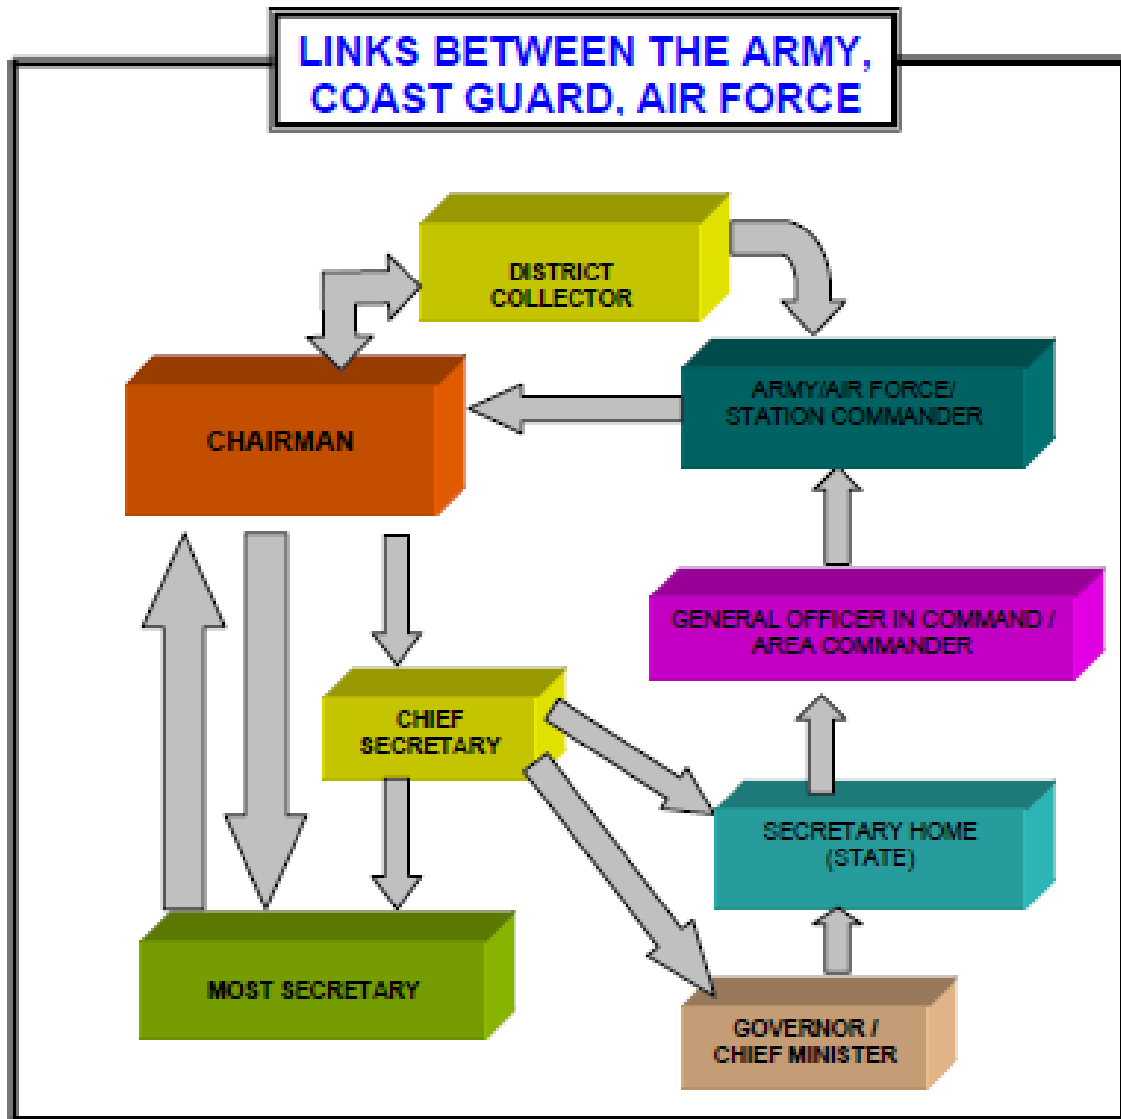 LINKS BETWEEN THE ARMY,
COAST GUARD, AIR FORCE
DISTRICT
COLLECTOR
ARMY/AIR FORCE/
STATION COMMANDER
CHAIRMAN
GENERAL OFFICER IN COMMAND /
AREA COMMANDER
CHIEF
SECRETARY
SECRETARY HOME
(STATE)
MOST SECRETARY
GOVERNOR /
CHIEF MINISTER